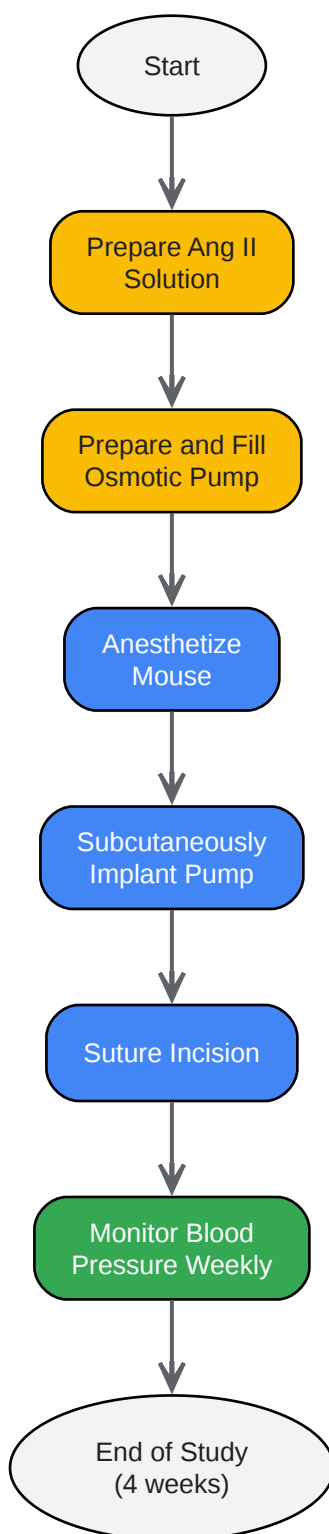 Start
Prepare Ang II
Solution
Prepare and Fill
Osmotic Pump
Anesthetize
Mouse
Subcutaneously
Implant Pump
Suture Incision
Monitor Blood
Pressure Weekly
End of Study
(4 weeks)